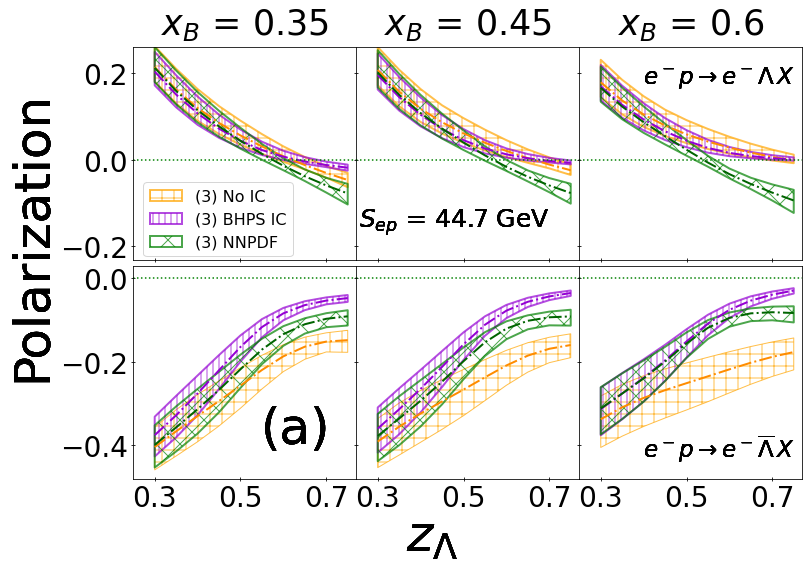 x_B = 0.35 x_B = 0.45 x_B = 0.6
Polarization
0.2
0.0
−0.2
(3) No IC
(3) BHPS IC
(3) NNPDF
S_ep = 44.7 GeV
e⁻p → e⁻ΛX
0.0
−0.2
−0.4
(a)
e⁻p → e⁻Λ̅X
0.3 0.5 0.7 0.3 0.5 0.7 0.3 0.5 0.7
z_Λ